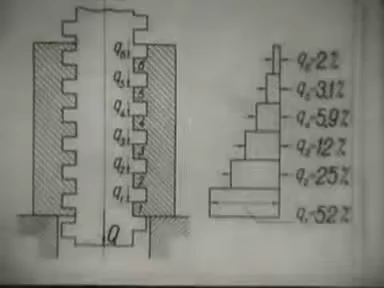 q₆
6
q₅
5
q₄
4
q₃
3
q₂
2
q₁
1
Q
q₆=2%
q₅=3,1%
q₄=5,9%
q₃=12%
q₂=25%
q₁=52%